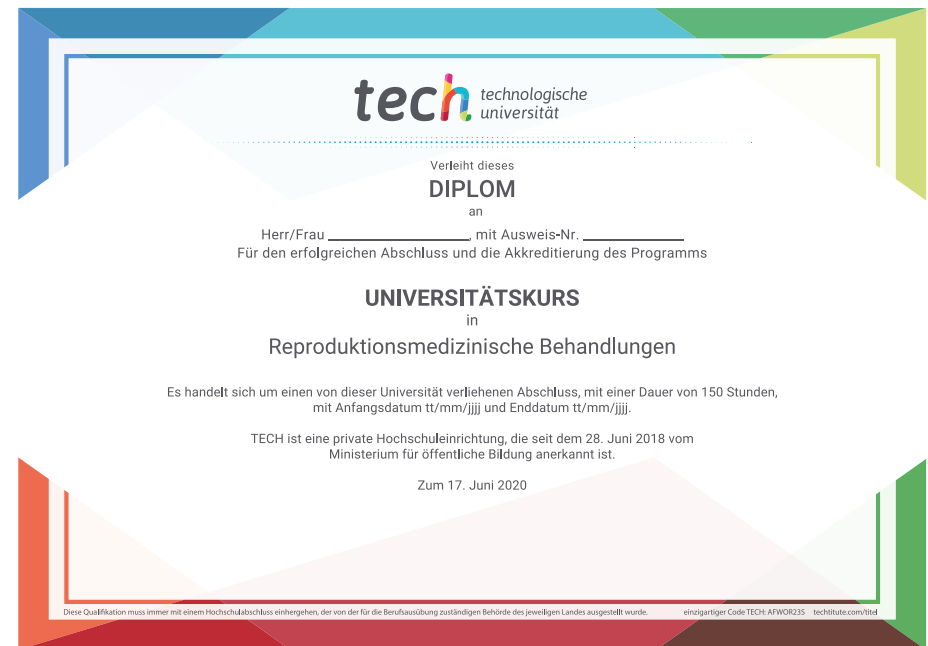 tech technologische
universität
Verleiht dieses
DIPLOM
an
Herr/Frau ____________, mit Ausweis-Nr. ____________
Für den erfolgreichen Abschluss und die Akkreditierung des Programms
UNIVERSITÄTSKURS
in
Reproduktionsmedizinische Behandlungen
Es handelt sich um einen von dieser Universität verliehenen Abschluss, mit einer Dauer von 150 Stunden,
mit Anfangsdatum tt/mm/jjjj und Enddatum tt/mm/jjjj.
TECH ist eine private Hochschuleinrichtung, die seit dem 28. Juni 2018 vom
Ministerium für öffentliche Bildung anerkannt ist.
Zum 17. Juni 2020
Diese Qualifikation muss immer mit einem Hochschulabschluss einhergehen, der von der für die Berufsausübung zuständigen Behörde des jeweiligen Landes ausgestellt wurde. einzigartiger Code TECH: AFWOR23S techtitute.com/titel